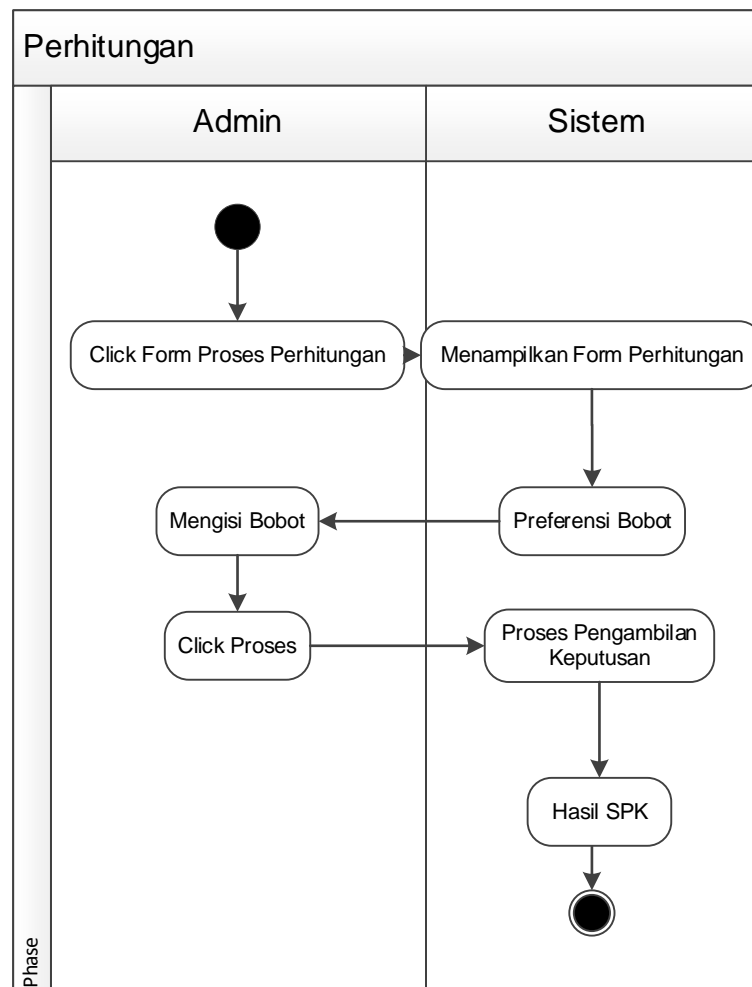 Perhitungan
Admin
Sistem
Click Form Proses Perhitungan
Menampilkan Form Perhitungan
Mengisi Bobot
Preferensi Bobot
Click Proses
Proses Pengambilan
Keputusan
Hasil SPK
Phase